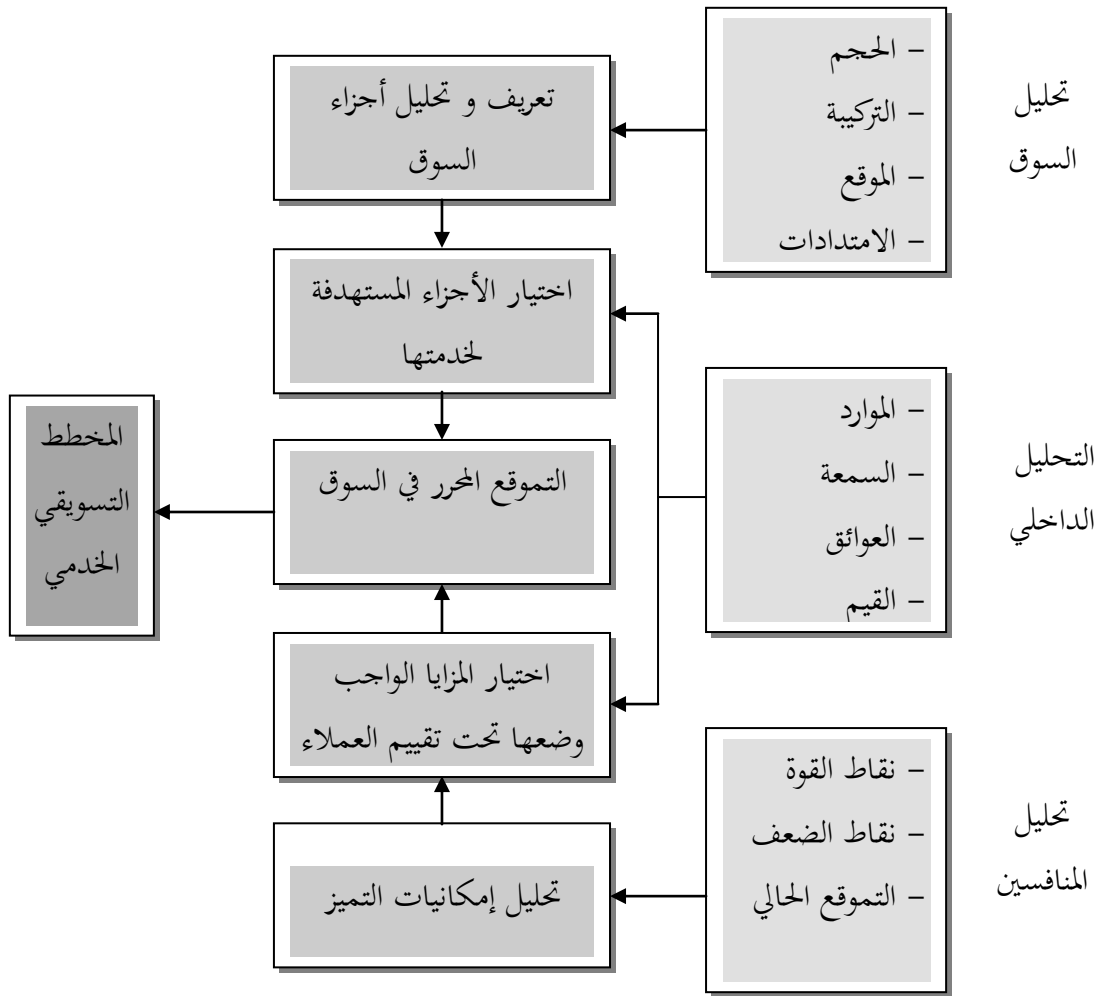 تحليل
السوق
– الحجم
– التركيبة
– الموقع
– الامتدادات
تعريف و تحليل أجزاء
السوق
اختيار الأجزاء المستهدفة
لخدمتها
التحليل
الداخلي
– الموارد
– السمعة
– العوائق
– القيم
التموقع المحرر في السوق
المخطط
التسويقي
الخدمي
اختيار المزايا الواجب
وضعها تحت تقييم العملاء
تحليل
المنافسين
– نقاط القوة
– نقاط الضعف
– التموقع الحالي
تحليل إمكانيات التميز